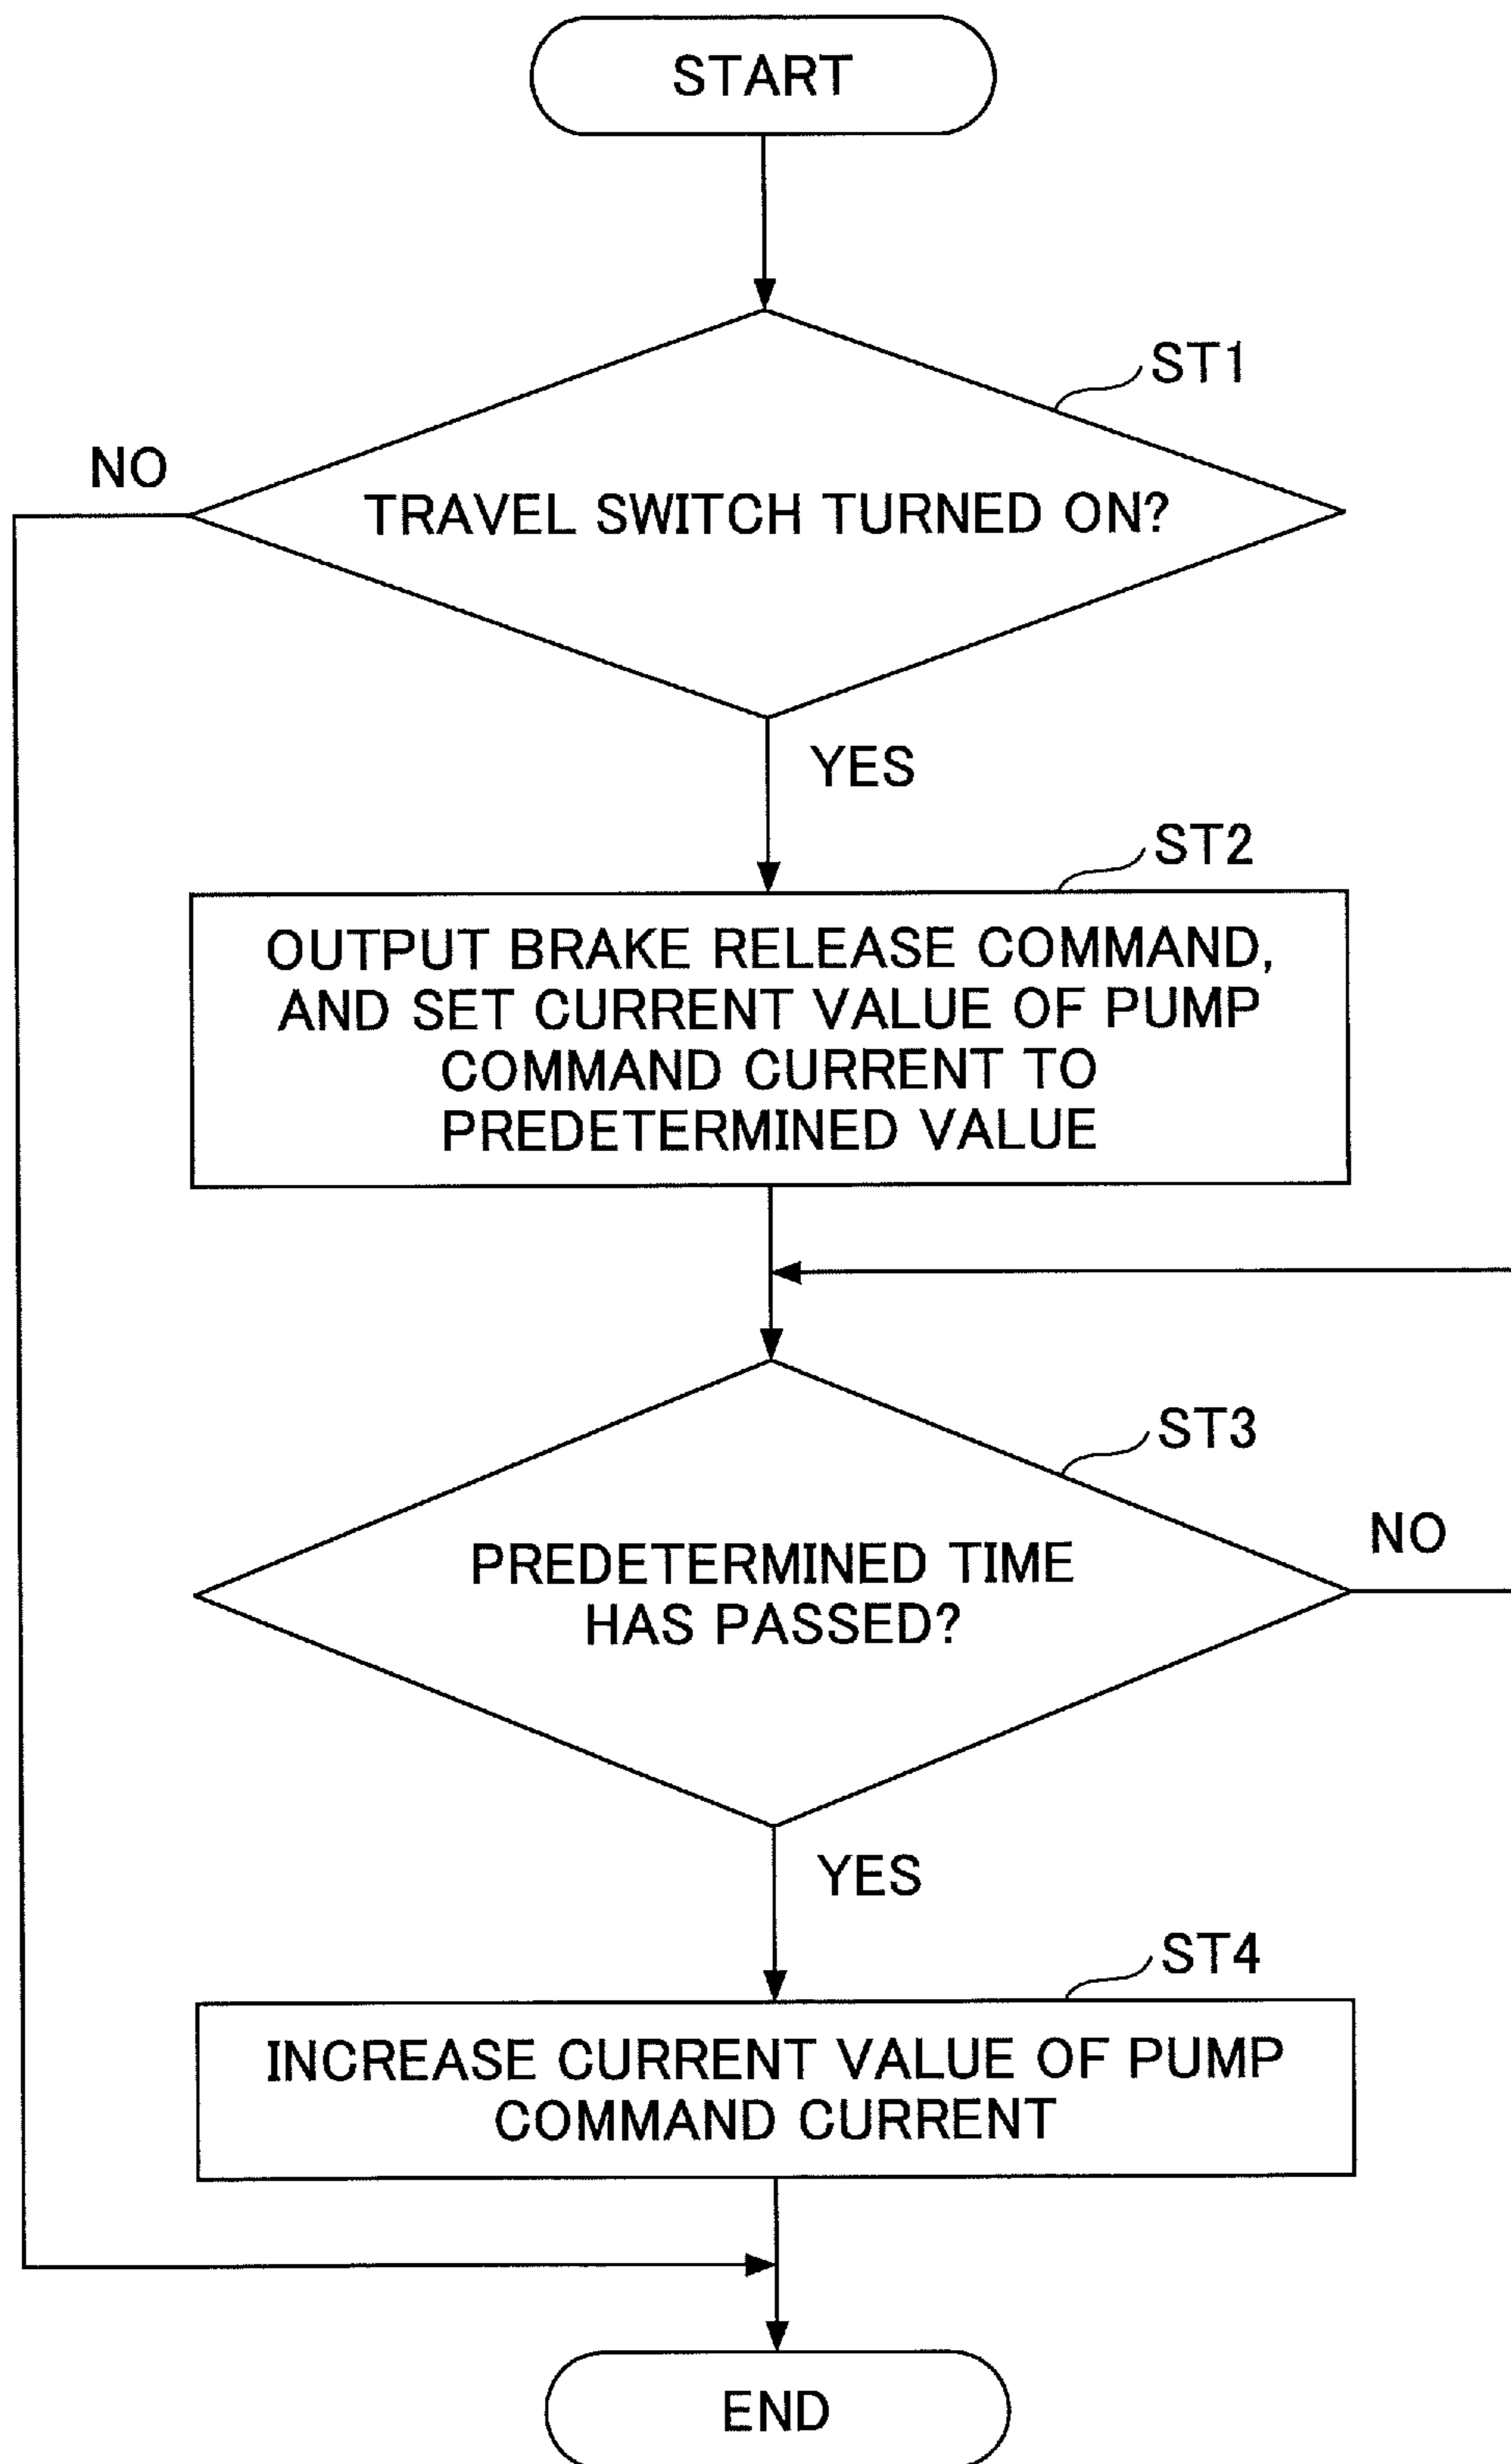 START
ST1
NO
TRAVEL SWITCH TURNED ON?
YES
ST2
OUTPUT BRAKE RELEASE COMMAND,
AND SET CURRENT VALUE OF PUMP
COMMAND CURRENT TO
PREDETERMINED VALUE
ST3
NO
PREDETERMINED TIME
HAS PASSED?
YES
ST4
INCREASE CURRENT VALUE OF PUMP
COMMAND CURRENT
END